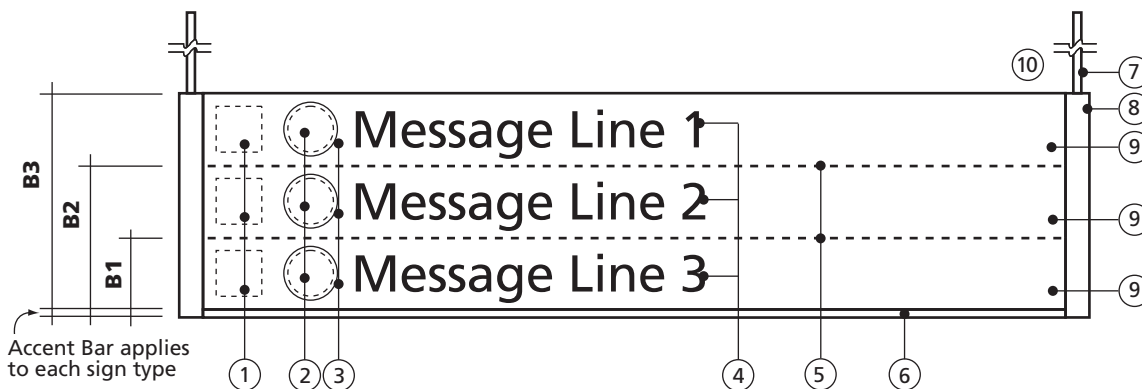 10
7
8
Message Line 1
9
B3
B2
Message Line 2
9
B1
Message Line 3
9
Accent Bar applies
to each sign type
1
2
3
4
5
6